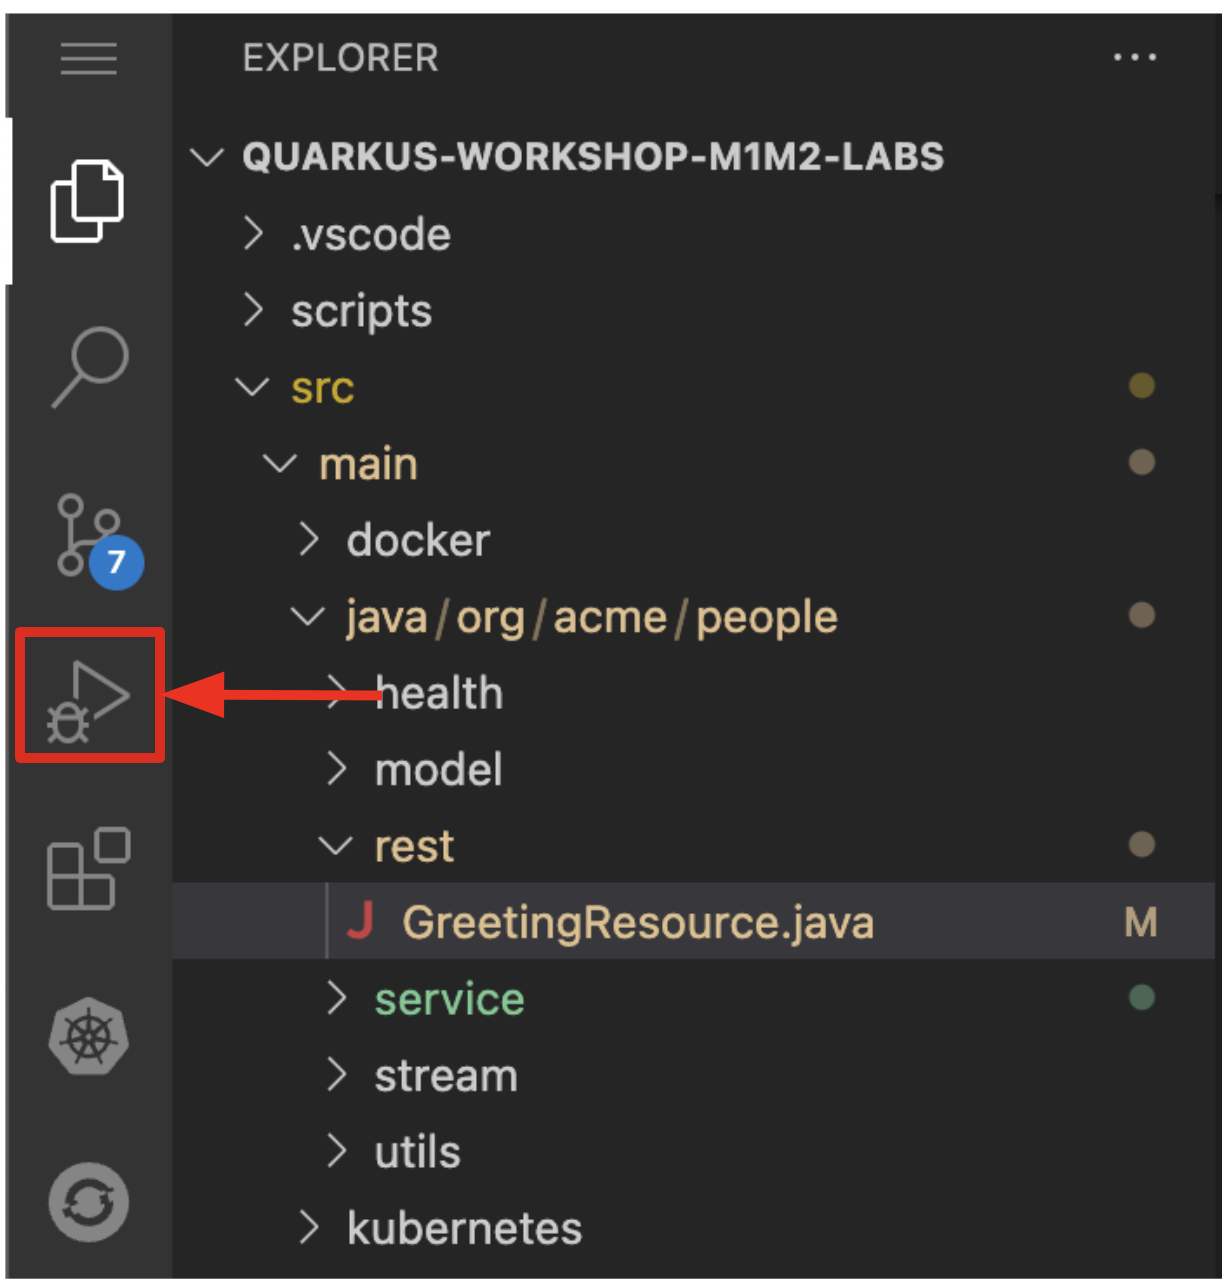 EXPLORER
QUARKUS-WORKSHOP-M1M2-LABS
.vscode
scripts
src
main
docker
7
java/org/acme/people
health
model
rest
J GreetingResource.java M
service
stream
utils
kubernetes